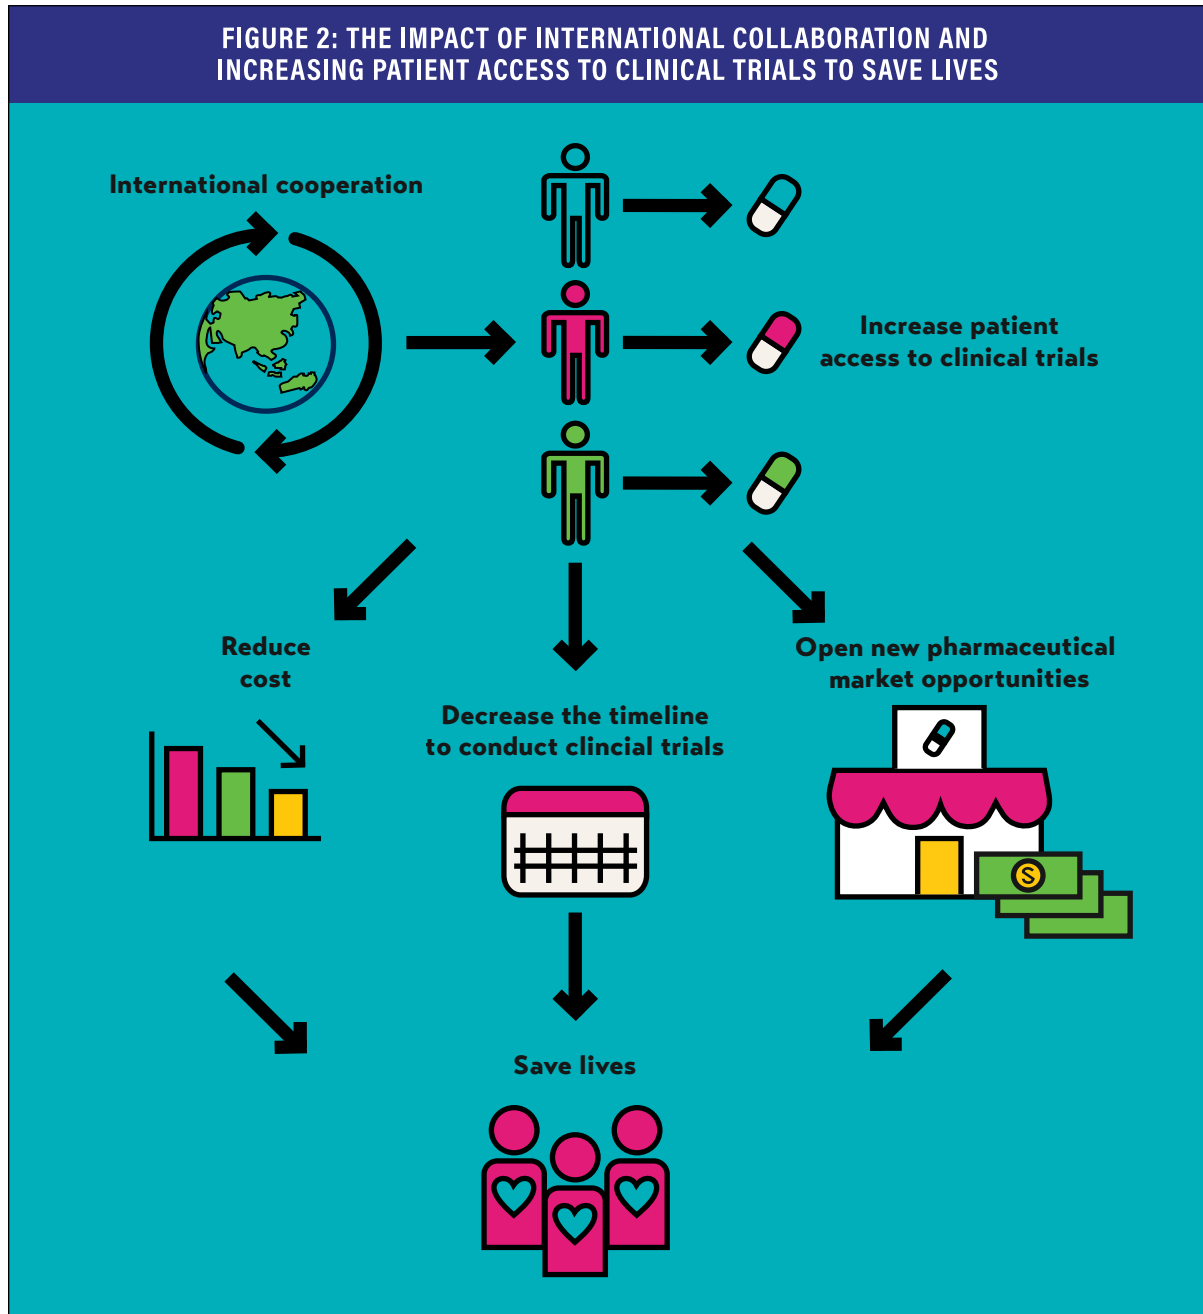 FIGURE 2: THE IMPACT OF INTERNATIONAL COLLABORATION AND
INCREASING PATIENT ACCESS TO CLINICAL TRIALS TO SAVE LIVES
International cooperation
Increase patient
access to clinical trials
Reduce
cost
Decrease the timeline
to conduct clincial trials
Open new pharmaceutical
market opportunities
S
Save lives